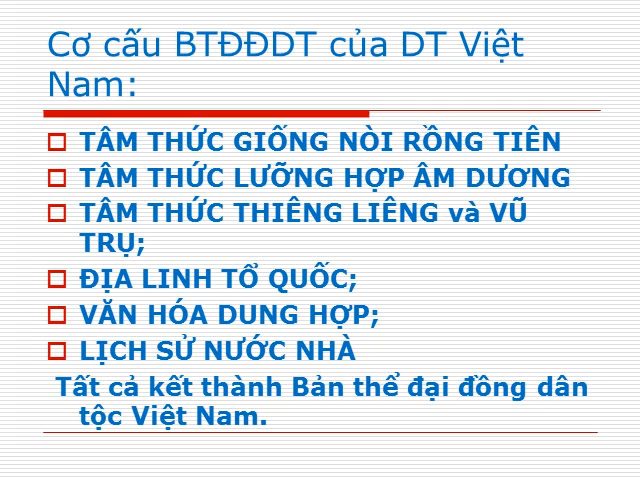 Cơ cấu BTĐĐDT của DT Việt
Nam:
TÂM THỨC GIỐNG NÒI RỒNG TIÊN
TÂM THỨC LƯỠNG HỢP ÂM DƯƠNG
TÂM THỨC THIÊNG LIÊNG và VŨ
TRỤ;
ĐỊA LINH TỔ QUỐC;
VĂN HÓA DUNG HỢP;
LỊCH SỬ NƯỚC NHÀ
Tất cả kết thành Bản thể đại đồng dân
tộc Việt Nam.